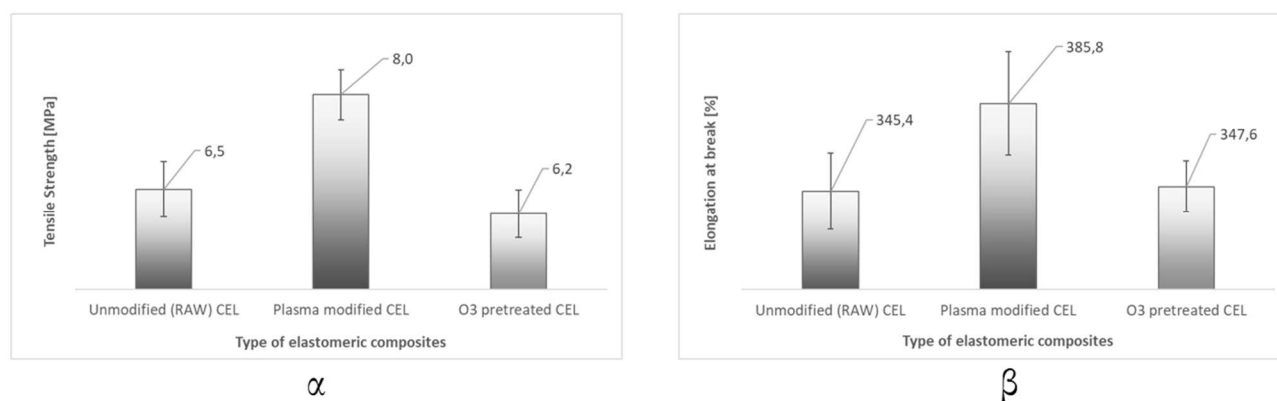 Tensile Strength [MPa]
6,5
8,0
6,2
Unmodified (RAW) CEL
Plasma modified CEL
O3 pretreated CEL
Type of elastomeric composites
α
Elongation at break [%]
345,4
385,8
347,6
Unmodified (RAW) CEL
Plasma modified CEL
O3 pretreated CEL
Type of elastomeric composites
β